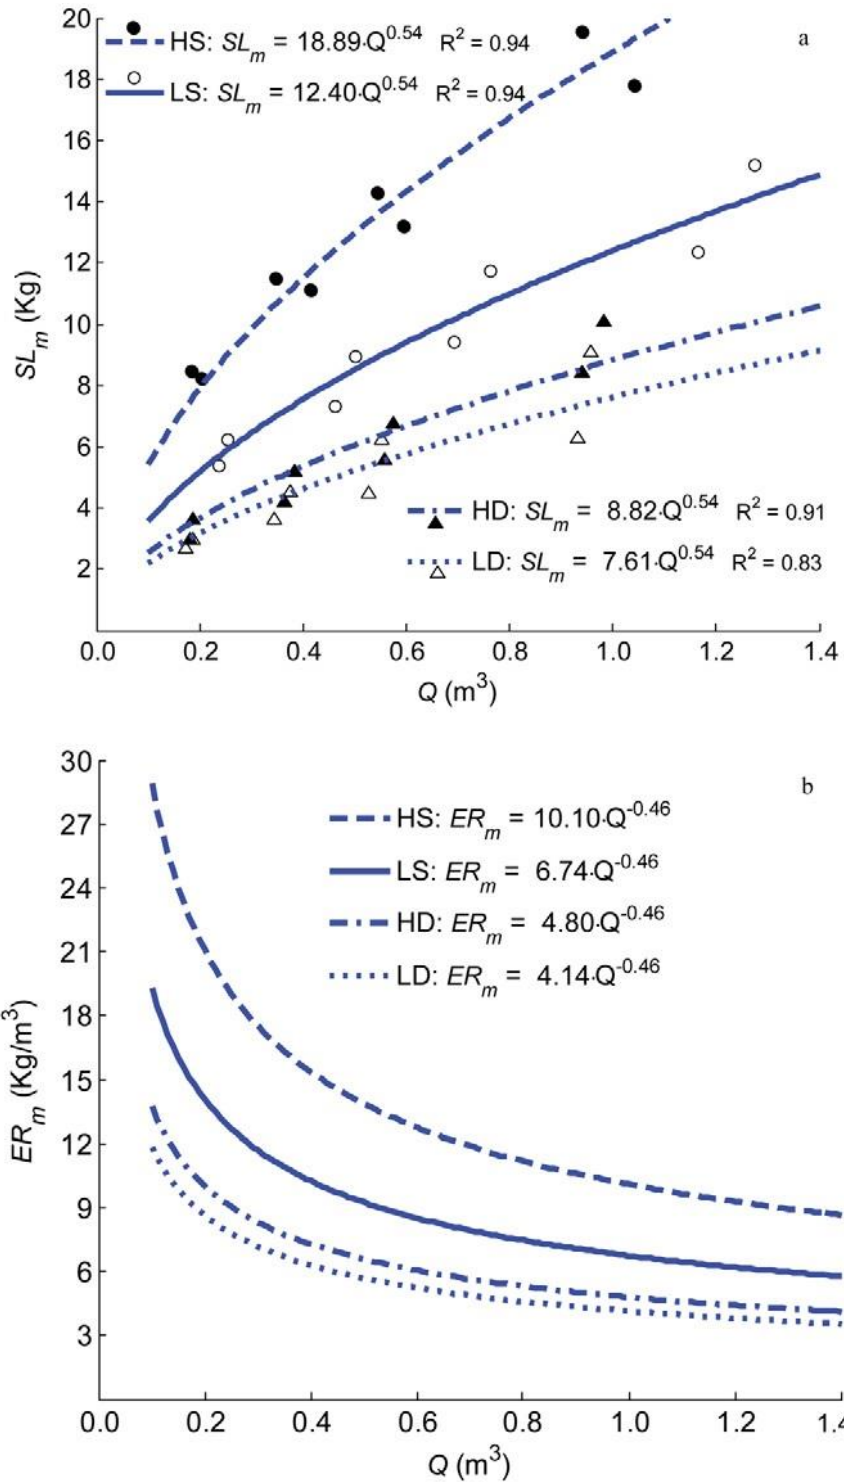 20
18
16
14
12
10
8
6
4
2
SLₘ (Kg)
a
HS: SLₘ = 18.89·Q^0.54 R² = 0.94
LS: SLₘ = 12.40·Q^0.54 R² = 0.94
HD: SLₘ = 8.82·Q^0.54 R² = 0.91
LD: SLₘ = 7.61·Q^0.54 R² = 0.83
0.0 0.2 0.4 0.6 0.8 1.0 1.2 1.4
Q (m³)
30
27
24
21
18
15
12
9
6
3
ERₘ (Kg/m³)
b
HS: ERₘ = 10.10·Q^-0.46
LS: ERₘ = 6.74·Q^-0.46
HD: ERₘ = 4.80·Q^-0.46
LD: ERₘ = 4.14·Q^-0.46
0.0 0.2 0.4 0.6 0.8 1.0 1.2 1.4
Q (m³)